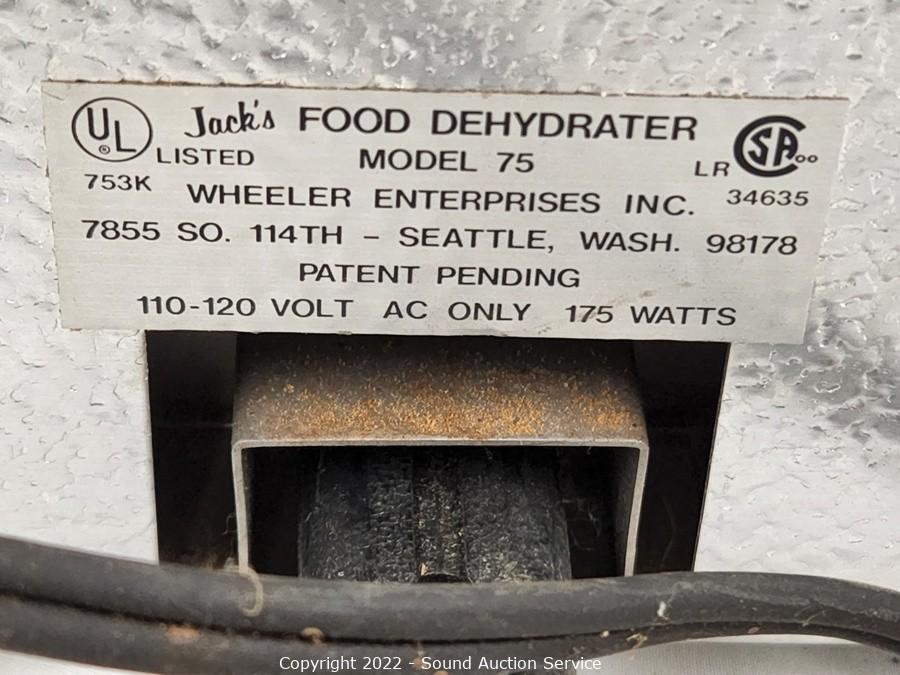 UL® Jack's FOOD DEHYDRATER SA
LISTED MODEL 75 LR
753K WHEELER ENTERPRISES INC. 34635
7855 SO. 114TH - SEATTLE, WASH. 98178
PATENT PENDING
110-120 VOLT AC ONLY 175 WATTS
Copyright 2022 - Sound Auction Service